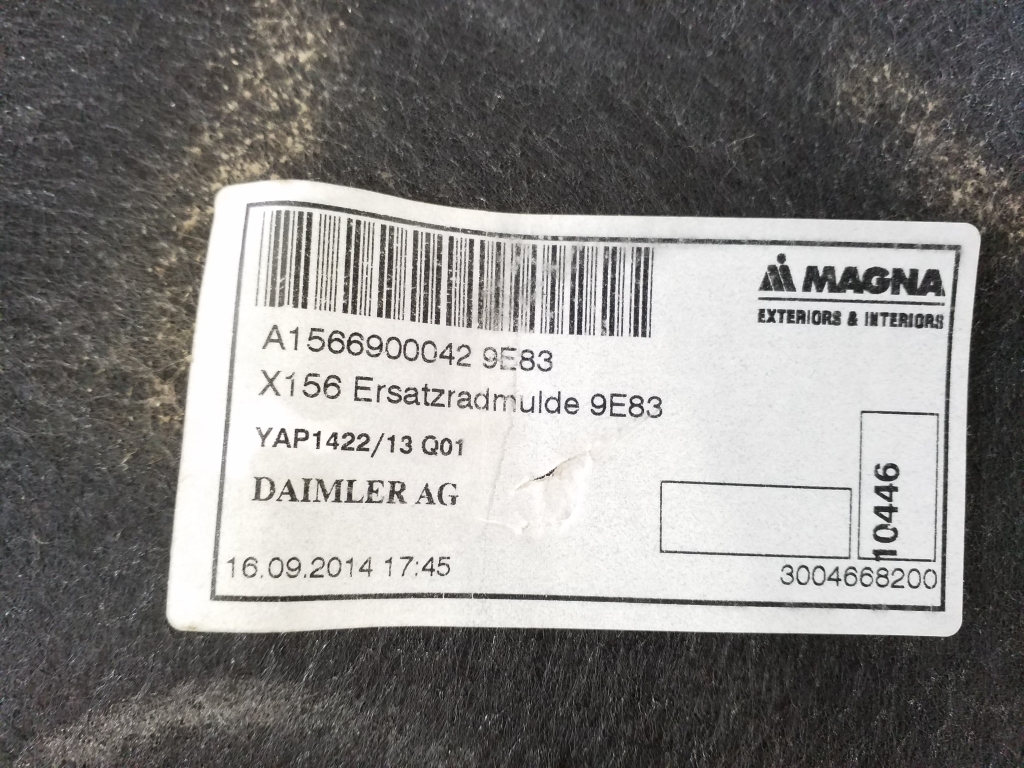 MAGNA
EXTERIORS & INTERIORS
A1566900042 9E83
X156 Ersatzradmulde 9E83
YAP1422/13 Q01
DAIMLER AG
10446
16.09.2014 17:45
3004668200